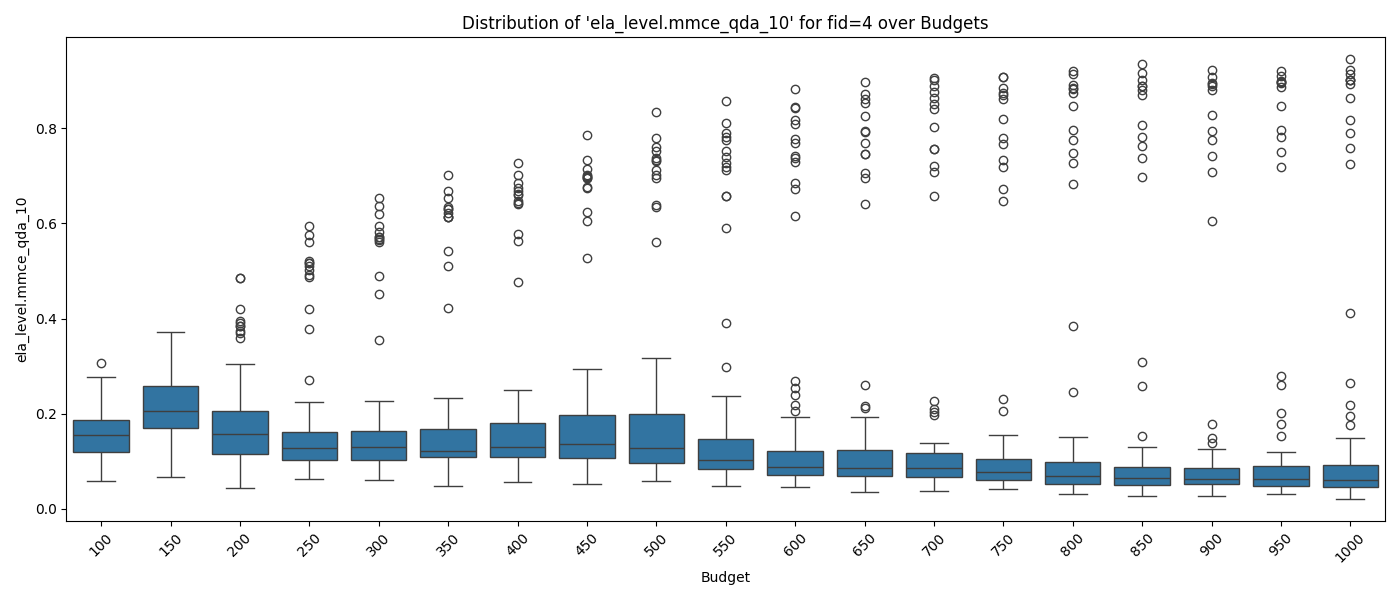 Distribution of 'ela_level.mmce_qda_10' for fid=4 over Budgets
ela_level.mmce_qda_10
0.8
0.6
0.4
0.2
0.0
100 150 200 250 300 350 400 450 500 550 600 650 700 750 800 850 900 950 1000
Budget